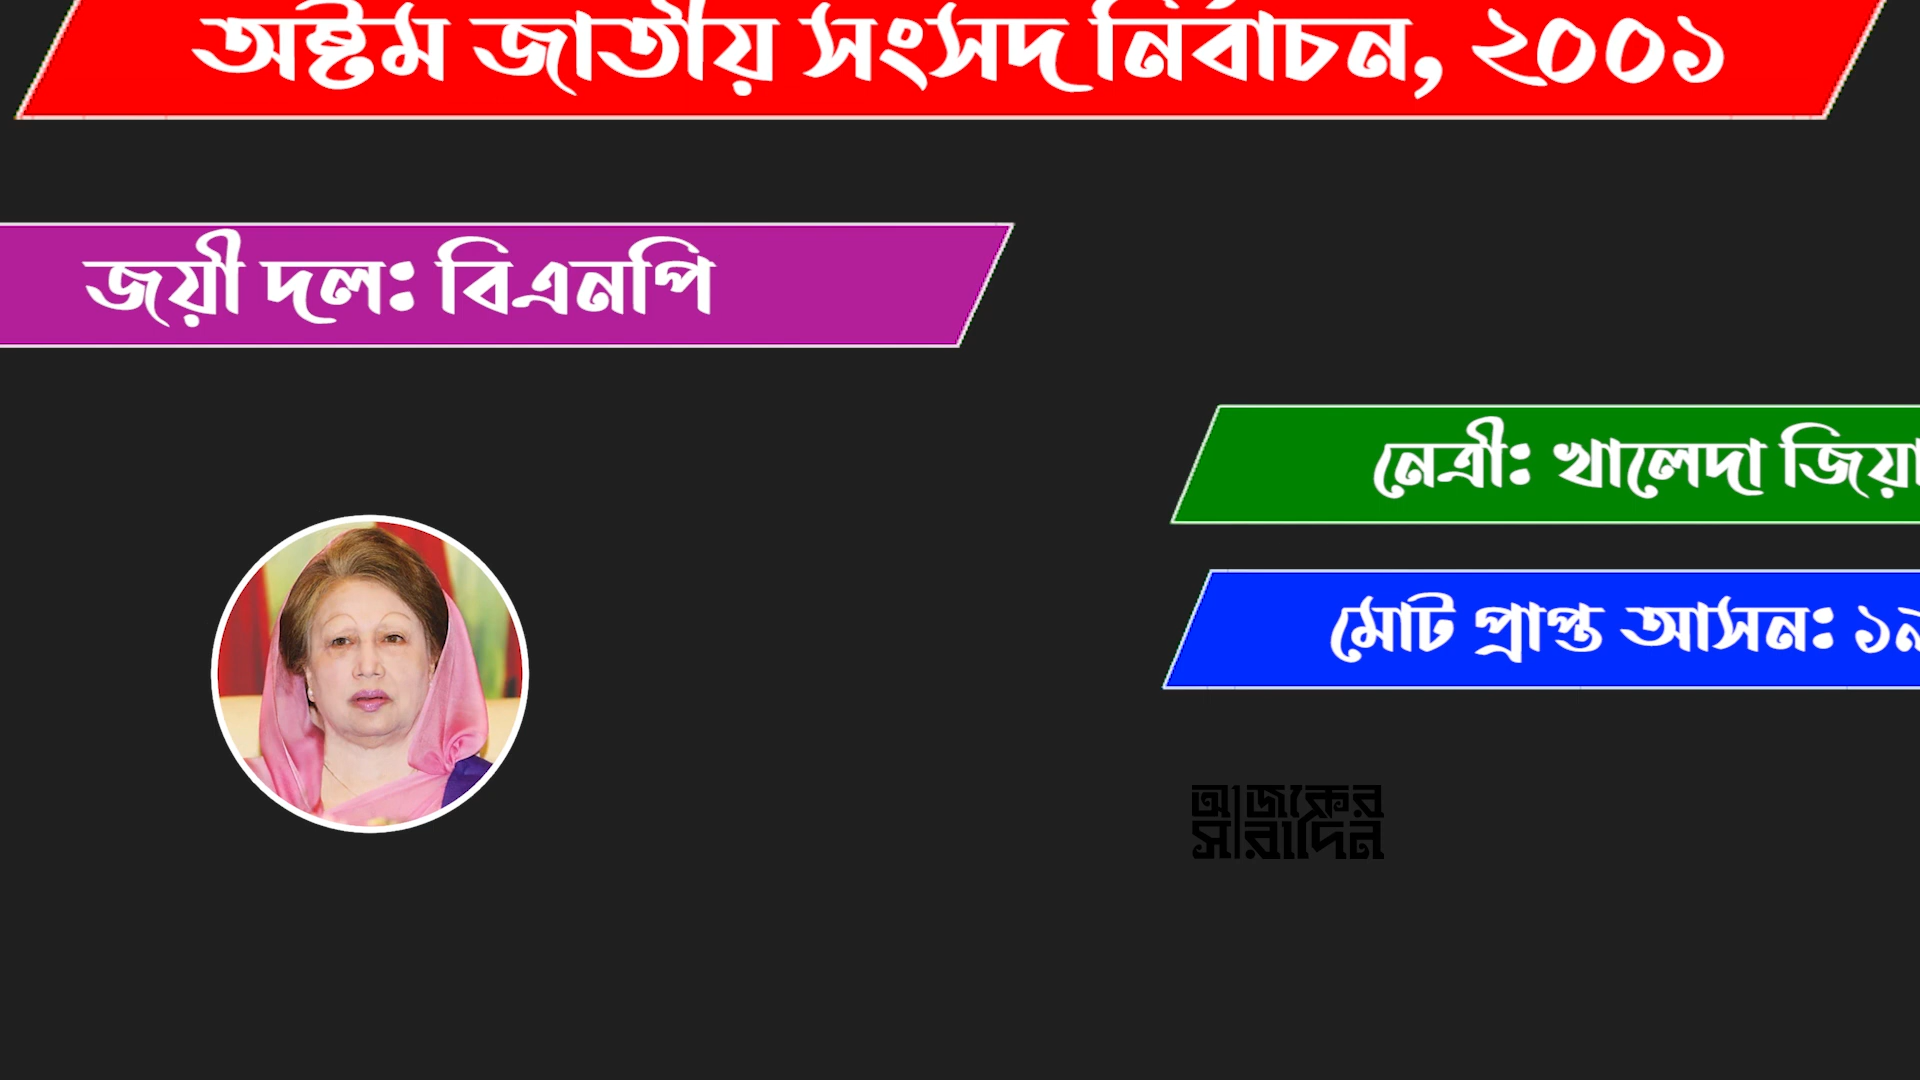 অষ্টম জাতীয় সংসদ নির্বাচন, ২০০১
জয়ী দল: বিএনপি
নেত্রী: খালেদা জিয়া
মোট প্রাপ্ত আসন:
আজকের
সারাদিন